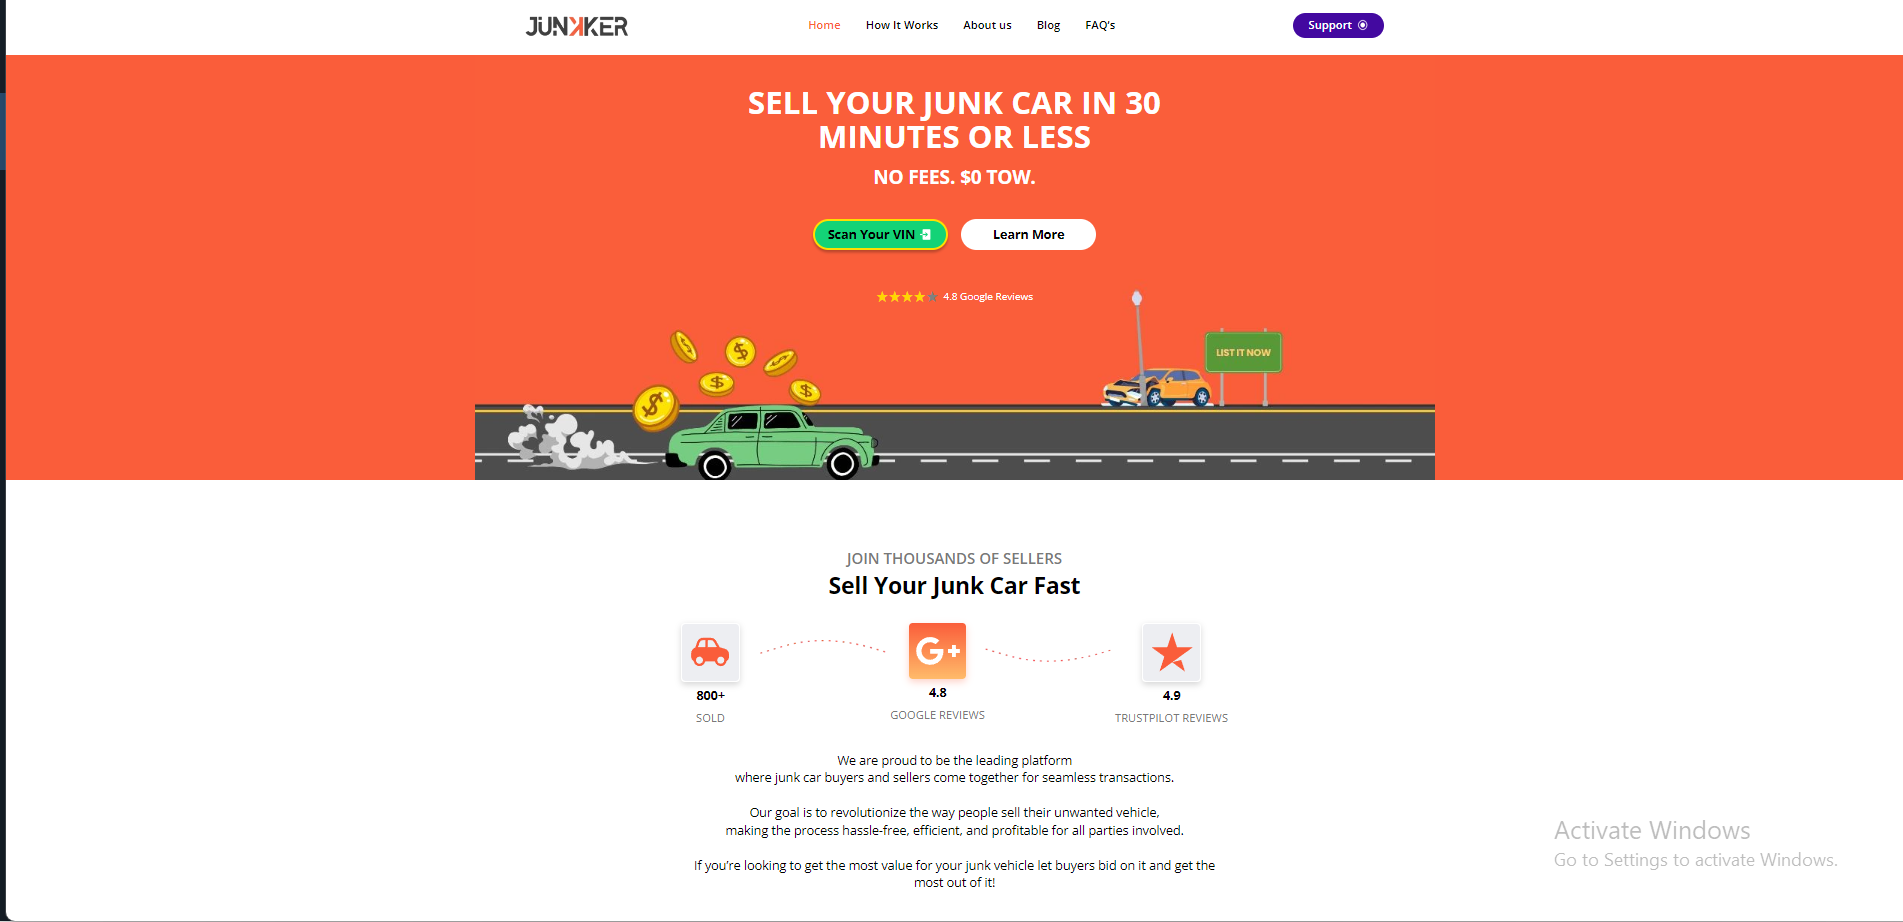 JUNKKER
Home
How It Works
About us
Blog
FAQ's
Support
SELL YOUR JUNK CAR IN 30
MINUTES OR LESS
NO FEES. $0 TOW.
Scan Your VIN
Learn More
4.8 Google Reviews
LIST IT NOW
JOIN THOUSANDS OF SELLERS
Sell Your Junk Car Fast
G+
800+
SOLD
4.8
GOOGLE REVIEWS
4.9
TRUSTPILOT REVIEWS
We are proud to be the leading platform
where junk car buyers and sellers come together for seamless transactions.
Our goal is to revolutionize the way people sell their unwanted vehicle,
making the process hassle-free, efficient, and profitable for all parties involved.
If you’re looking to get the most value for your junk vehicle let buyers bid on it and get the
most out of it!
Activate Windows
Go to Settings to activate Windows.